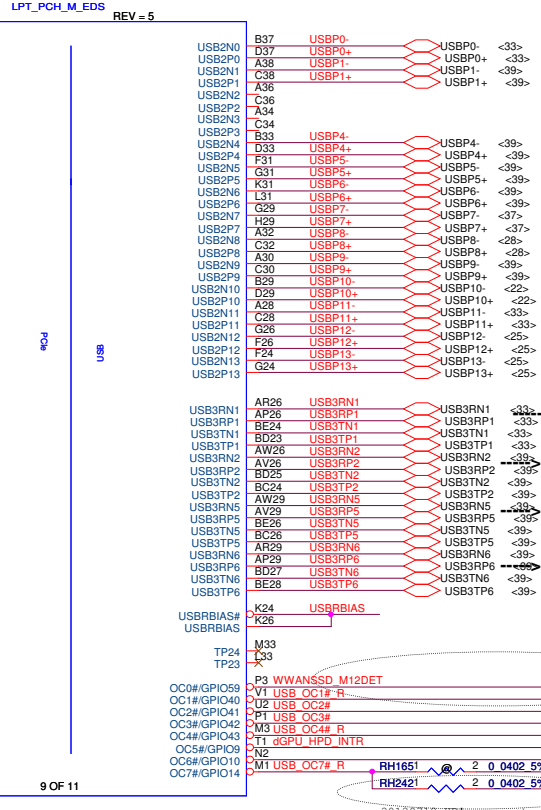 LPT_PCH_M_EDS
REV = 5
USB2N0 B37 USBP0- USBP0- <33>
USB2P0 D37 USBP0+ USBP0+ <33>
USB2N1 A38 USBP1- USBP1- <39>
USB2P1 C38 USBP1+ USBP1+ <39>
USB2N2 A36
USB2P2 C36
USB2N3 A34
USB2P3 C34
USB2N4 B33 USBP4- USBP4- <39>
USB2P4 D33 USBP4+ USBP4+ <39>
USB2N5 F31 USBP5- USBP5- <39>
USB2P5 G31 USBP5+ USBP5+ <39>
USB2N6 K31 USBP6- USBP6- <39>
USB2P6 L31 USBP6+ USBP6+ <39>
USB2N7 G29 USBP7- USBP7- <37>
USB2P7 H29 USBP7+ USBP7+ <37>
USB2N8 A32 USBP8- USBP8- <28>
USB2P8 C32 USBP8+ USBP8+ <28>
USB2N9 A30 USBP9- USBP9- <39>
USB2P9 C30 USBP9+ USBP9+ <39>
USB2N10 B29 USBP10- USBP10- <22>
USB2P10 D29 USBP10+ USBP10+ <22>
USB2N11 A28 USBP11- USBP11- <33>
USB2P11 C28 USBP11+ USBP11+ <33>
USB2N12 G26 USBP12- USBP12- <25>
USB2P12 F26 USBP12+ USBP12+ <25>
USB2N13 F24 USBP13- USBP13- <25>
USB2P13 G24 USBP13+ USBP13+ <25>
PCIe
USB
USB3RN1 AR26 USB3RN1 USB3RN1 <33>
USB3RP1 AP26 USB3RP1 USB3RP1 <33>
USB3TN1 BE24 USB3TN1 USB3TN1 <33>
USB3TP1 BD23 USB3TP1 USB3TP1 <33>
USB3RN2 AW26 USB3RN2 USB3RN2 <39>
USB3RP2 AV26 USB3RP2 USB3RP2 <39>
USB3TN2 BD25 USB3TN2 USB3TN2 <39>
USB3TP2 BC24 USB3TP2 USB3TP2 <39>
USB3RN5 AW29 USB3RN5 USB3RN5 <39>
USB3RP5 AV29 USB3RP5 USB3RP5 <39>
USB3TN5 BE26 USB3TN5 USB3TN5 <39>
USB3TP5 BC26 USB3TP5 USB3TP5 <39>
USB3RN6 AR29 USB3RN6 USB3RN6 <39>
USB3RP6 AP29 USB3RP6 USB3RP6
USB3TN6 BD27 USB3TN6 USB3TN6 <39>
USB3TP6 BE28 USB3TP6 USB3TP6 <39>
USBRBIAS# K24 USBRBIAS
USBRBIAS K26
TP24 M33
TP23 L33
OC0#/GPIO59 P3 WWANSSD_M12DET
OC1#/GPIO40 V1 USB_OC1#_R
OC2#/GPIO41 U2 USB_OC2#
OC3#/GPIO42 P1 USB_OC3#
OC4#/GPIO43 M3 USB_OC4#_R
OC5#/GPIO9 T1 dGPU_HPD_INTR
OC6#/GPIO10 N2
OC7#/GPIO14 M1 USB_OC7#_R RH165 1 @ 2 0_0402_5%
RH242 1 2 0_0402_5%
9 OF 11